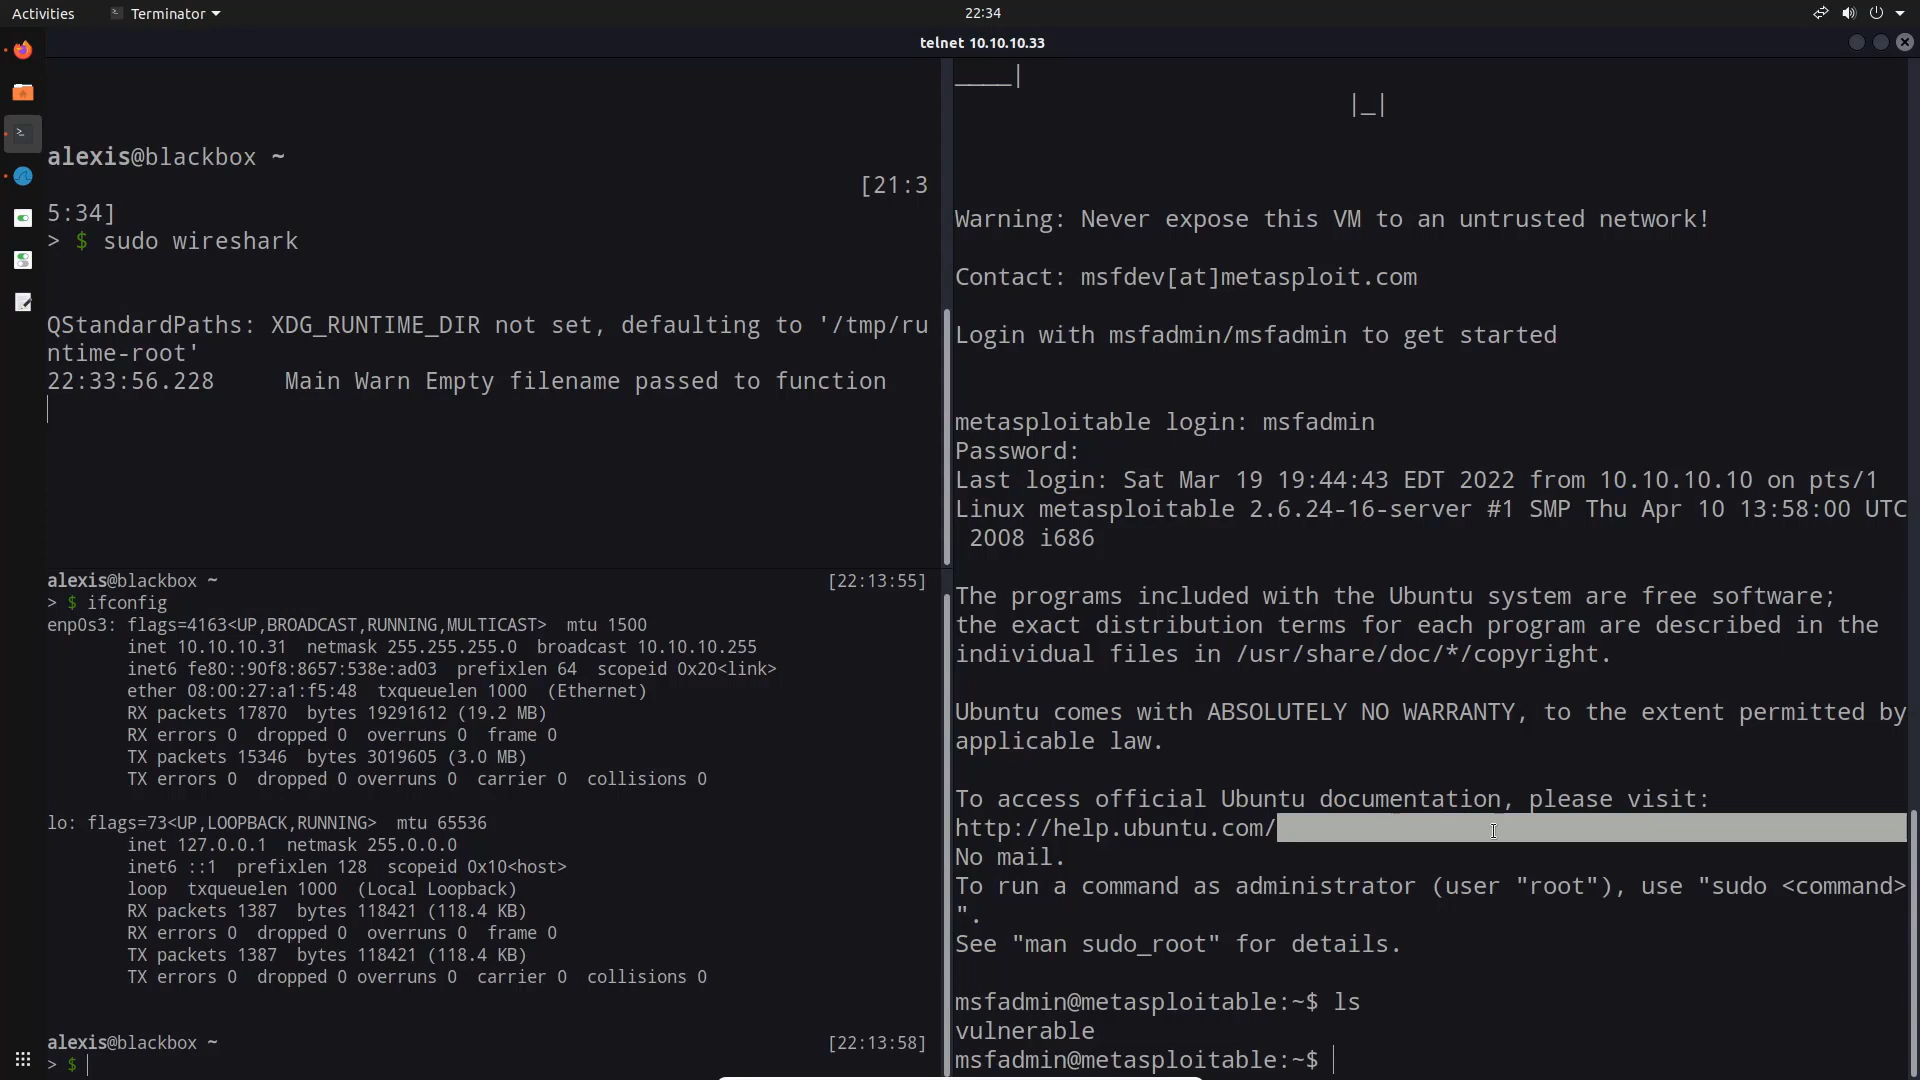 Activities
Terminator
22:34
telnet 10.10.10.33
alexis@blackbox ~
[21:3
5:34]
> $ sudo wireshark
QStandardPaths: XDG_RUNTIME_DIR not set, defaulting to '/tmp/ru
ntime-root'
22:33:56.228     Main Warn Empty filename passed to function
alexis@blackbox ~ [22:13:55]
> $ ifconfig
enp0s3: flags=4163<UP,BROADCAST,RUNNING,MULTICAST>  mtu 1500
inet 10.10.10.31  netmask 255.255.255.0  broadcast 10.10.10.255
inet6 fe80::90f8:8657:538e:ad03  prefixlen 64  scopeid 0x20<link>
ether 08:00:27:a1:f5:48  txqueuelen 1000  (Ethernet)
RX packets 17870  bytes 19291612 (19.2 MB)
RX errors 0  dropped 0  overruns 0  frame 0
TX packets 15346  bytes 3019605 (3.0 MB)
TX errors 0  dropped 0 overruns 0  carrier 0  collisions 0
lo: flags=73<UP,LOOPBACK,RUNNING>  mtu 65536
inet 127.0.0.1  netmask 255.0.0.0
inet6 ::1  prefixlen 128  scopeid 0x10<host>
loop  txqueuelen 1000  (Local Loopback)
RX packets 1387  bytes 118421 (118.4 KB)
RX errors 0  dropped 0  overruns 0  frame 0
TX packets 1387  bytes 118421 (118.4 KB)
TX errors 0  dropped 0 overruns 0  carrier 0  collisions 0
alexis@blackbox ~ [22:13:58]
> $
____|
|_|
Warning: Never expose this VM to an untrusted network!
Contact: msfdev[at]metasploit.com
Login with msfadmin/msfadmin to get started
metasploitable login: msfadmin
Password:
Last login: Sat Mar 19 19:44:43 EDT 2022 from 10.10.10.10 on pts/1
Linux metasploitable 2.6.24-16-server #1 SMP Thu Apr 10 13:58:00 UTC
2008 i686
The programs included with the Ubuntu system are free software;
the exact distribution terms for each program are described in the
individual files in /usr/share/doc/*/copyright.
Ubuntu comes with ABSOLUTELY NO WARRANTY, to the extent permitted by
applicable law.
To access official Ubuntu documentation, please visit:
http://help.ubuntu.com/
No mail.
To run a command as administrator (user "root"), use "sudo <command>
".
See "man sudo_root" for details.
msfadmin@metasploitable:~$ ls
vulnerable
msfadmin@metasploitable:~$